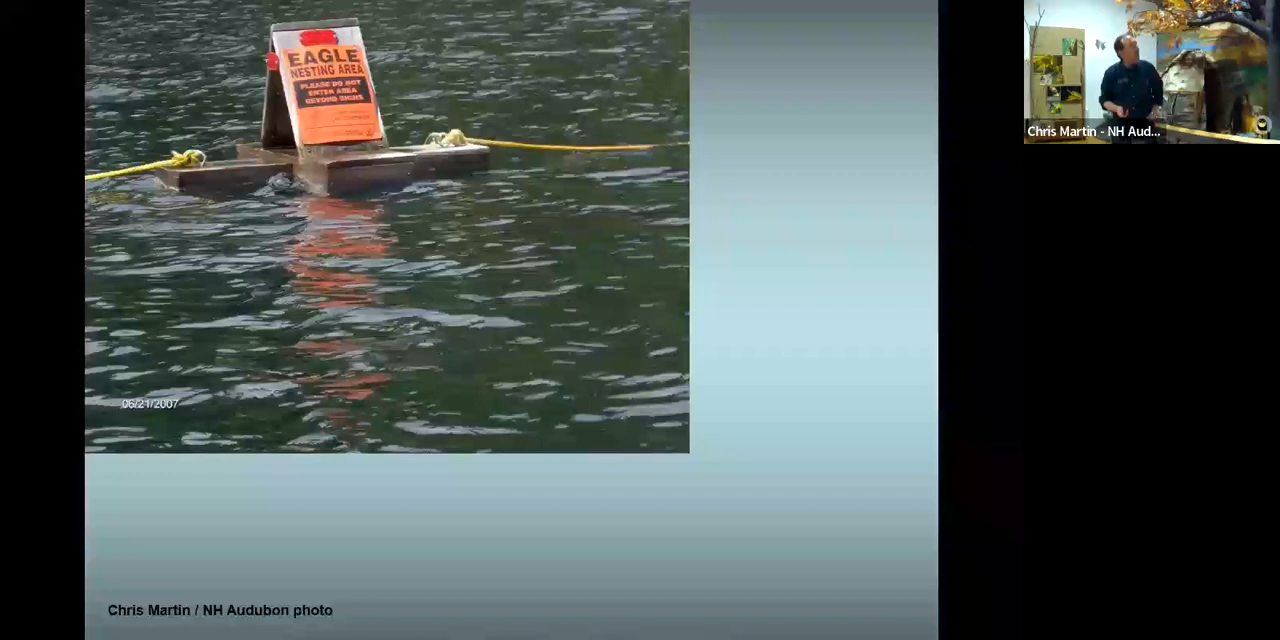 EAGLE
NESTING AREA
PLEASE DO NOT
ENTER AREA
BEYOND SIGNS
06/21/2007
Chris Martin / NH Audubon photo
Chris Martin - NH Aud...